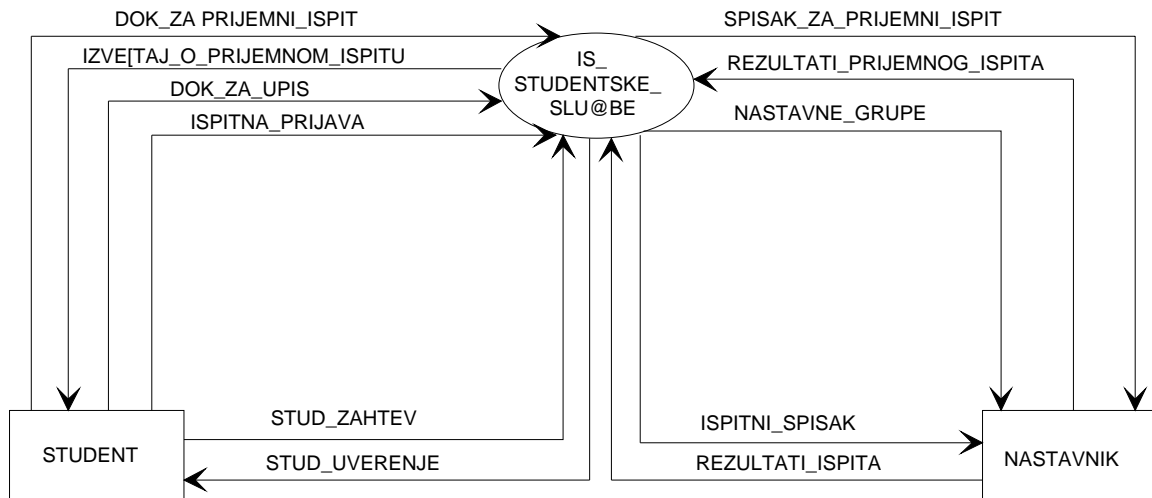 DOK_ZA PRIJEMNI_ISPIT
SPISAK_ZA_PRIJEMNI_ISPIT
IZVE[TAJ_O_PRIJEMNOM_ISPITU
IS_
STUDENTSKE_
SLU@BE
REZULTATI_PRIJEMNOG_ISPITA
DOK_ZA_UPIS
NASTAVNE_GRUPE
ISPITNA_PRIJAVA
STUD_ZAHTEV
ISPITNI_SPISAK
STUDENT
STUD_UVERENJE
REZULTATI_ISPITA
NASTAVNIK